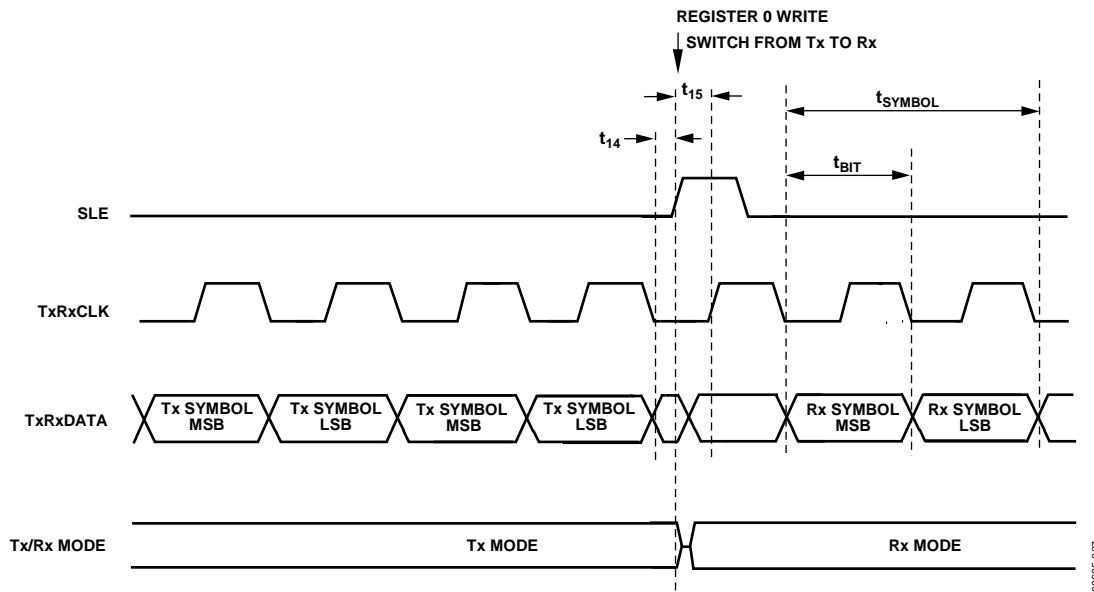 REGISTER 0 WRITE
SWITCH FROM Tx TO Rx
t15
tSYMBOL
t14
tBIT
SLE
TxRxCLK
TxRxDATA
Tx SYMBOL
MSB
Tx SYMBOL
LSB
Tx SYMBOL
MSB
Tx SYMBOL
LSB
Rx SYMBOL
MSB
Rx SYMBOL
LSB
Tx/Rx MODE
Tx MODE
Rx MODE